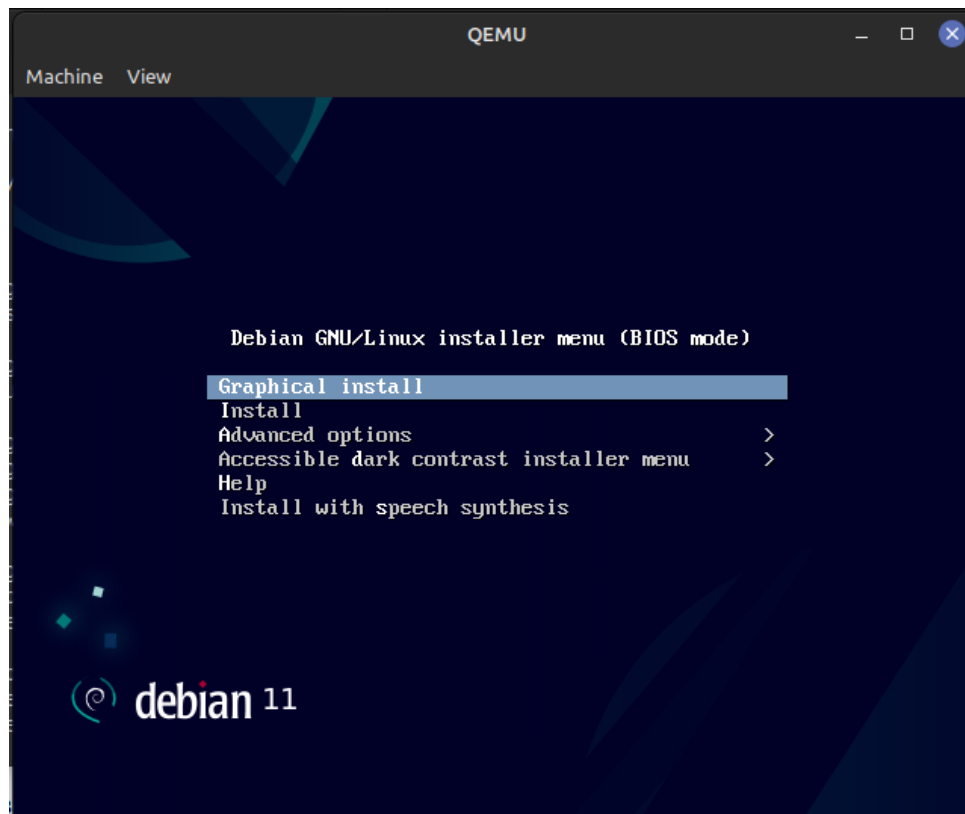 QEMU
Machine View
Debian GNU/Linux installer menu (BIOS mode)
Graphical install
Install
Advanced options >
Accessible dark contrast installer menu >
Help
Install with speech synthesis
debian 11